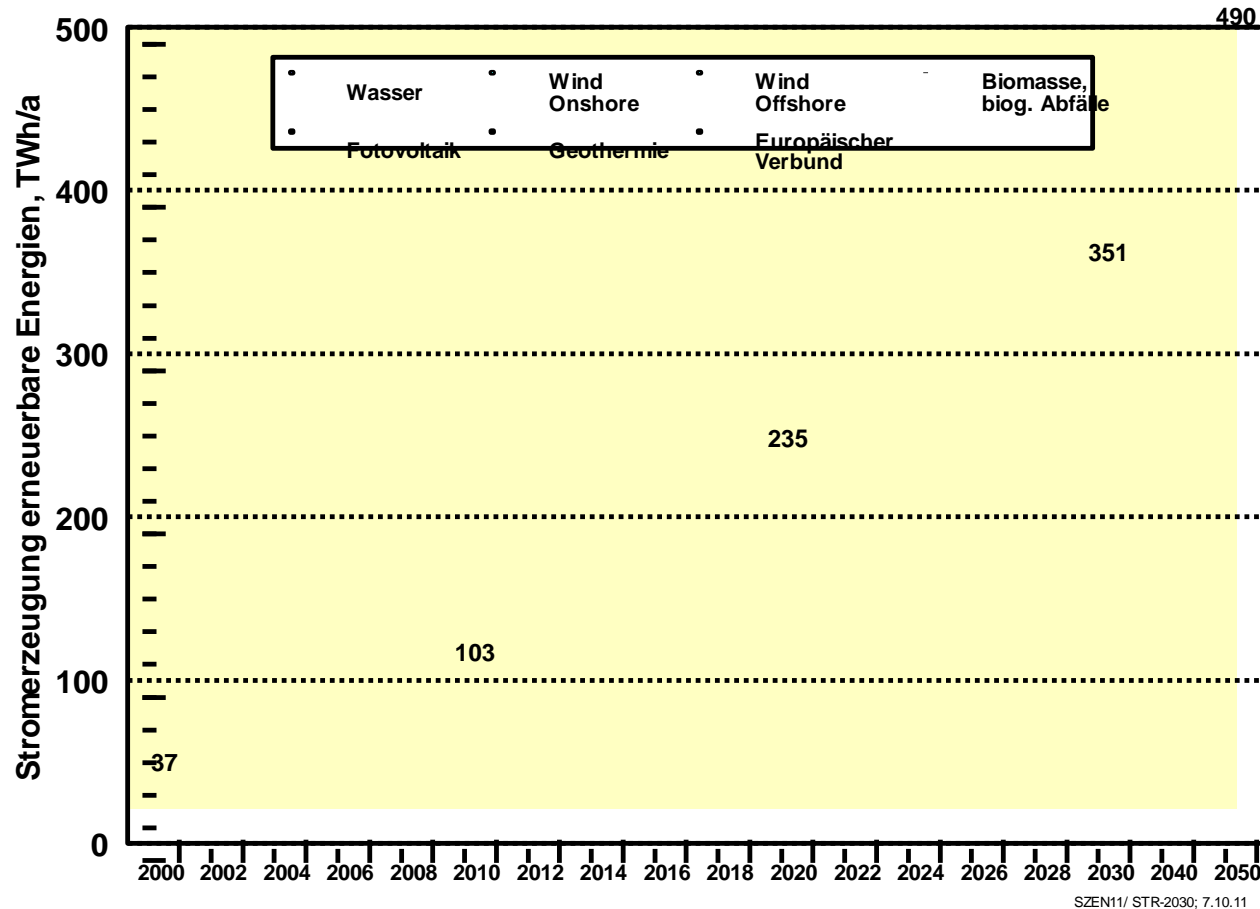 490
500
Wasser
Wind
Onshore
Wind
Offshore
Biomasse,
biog. Abfälle
Fotovoltaik
Geothermie
Europäischer
Verbund
Stromerzeugung erneuerbare Energien, TWh/a
400
351
300
235
200
103
100
37
0
2000 2002 2004 2006 2008 2010 2012 2014 2016 2018 2020 2022 2024 2026 2030 2040 2050
SZEN11/ STR-2030; 7.10.11